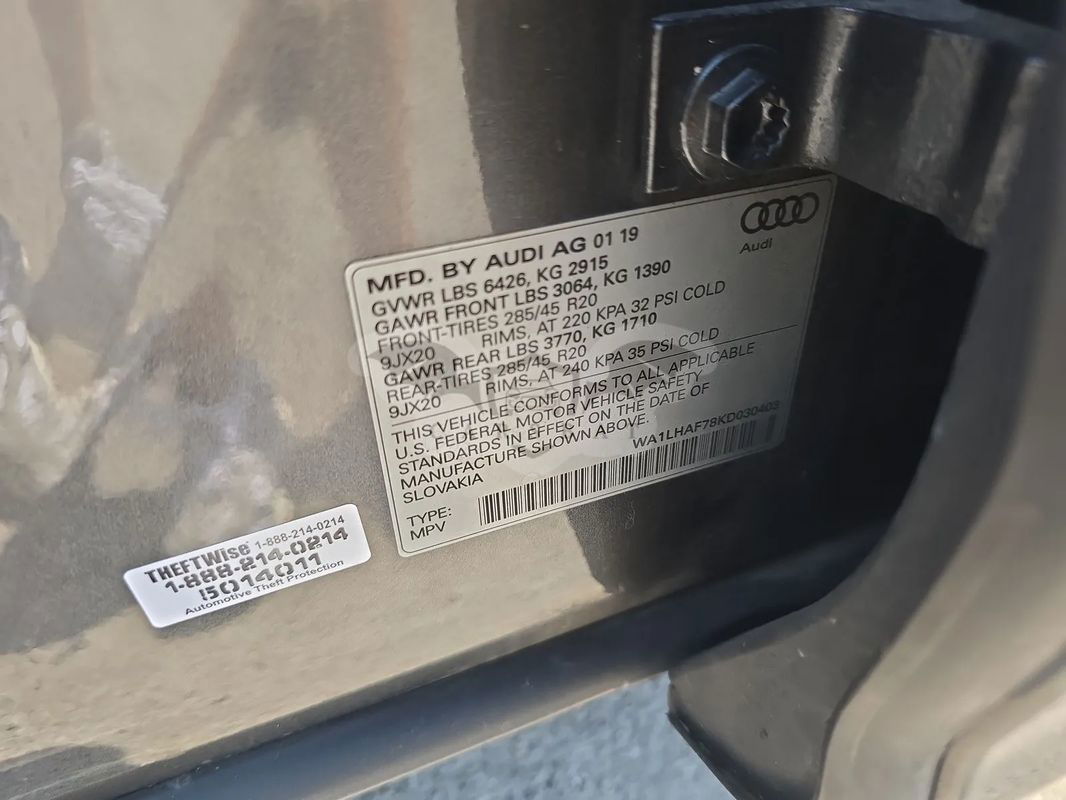 MFD. BY AUDI AG 01 19
Audi
GVWR LBS 6426, KG 2915
GAWR FRONT LBS 3064, KG 1390
FRONT-TIRES 285/45 R20
9JX20 RIMS, AT 220 KPA 32 PSI COLD
GAWR REAR LBS 3770, KG 1710
REAR-TIRES 285/45 R20
9JX20 RIMS, AT 240 KPA 35 PSI COLD
THIS VEHICLE CONFORMS TO ALL APPLICABLE
U.S. FEDERAL MOTOR VEHICLE SAFETY
STANDARDS IN EFFECT ON THE DATE OF
MANUFACTURE SHOWN ABOVE.
SLOVAKIA WA1LHAF78KD030403
TYPE:
MPV
THEFTWISE 1-888-214-0214
1-888-214-0214
15014011
Automotive Theft Protection